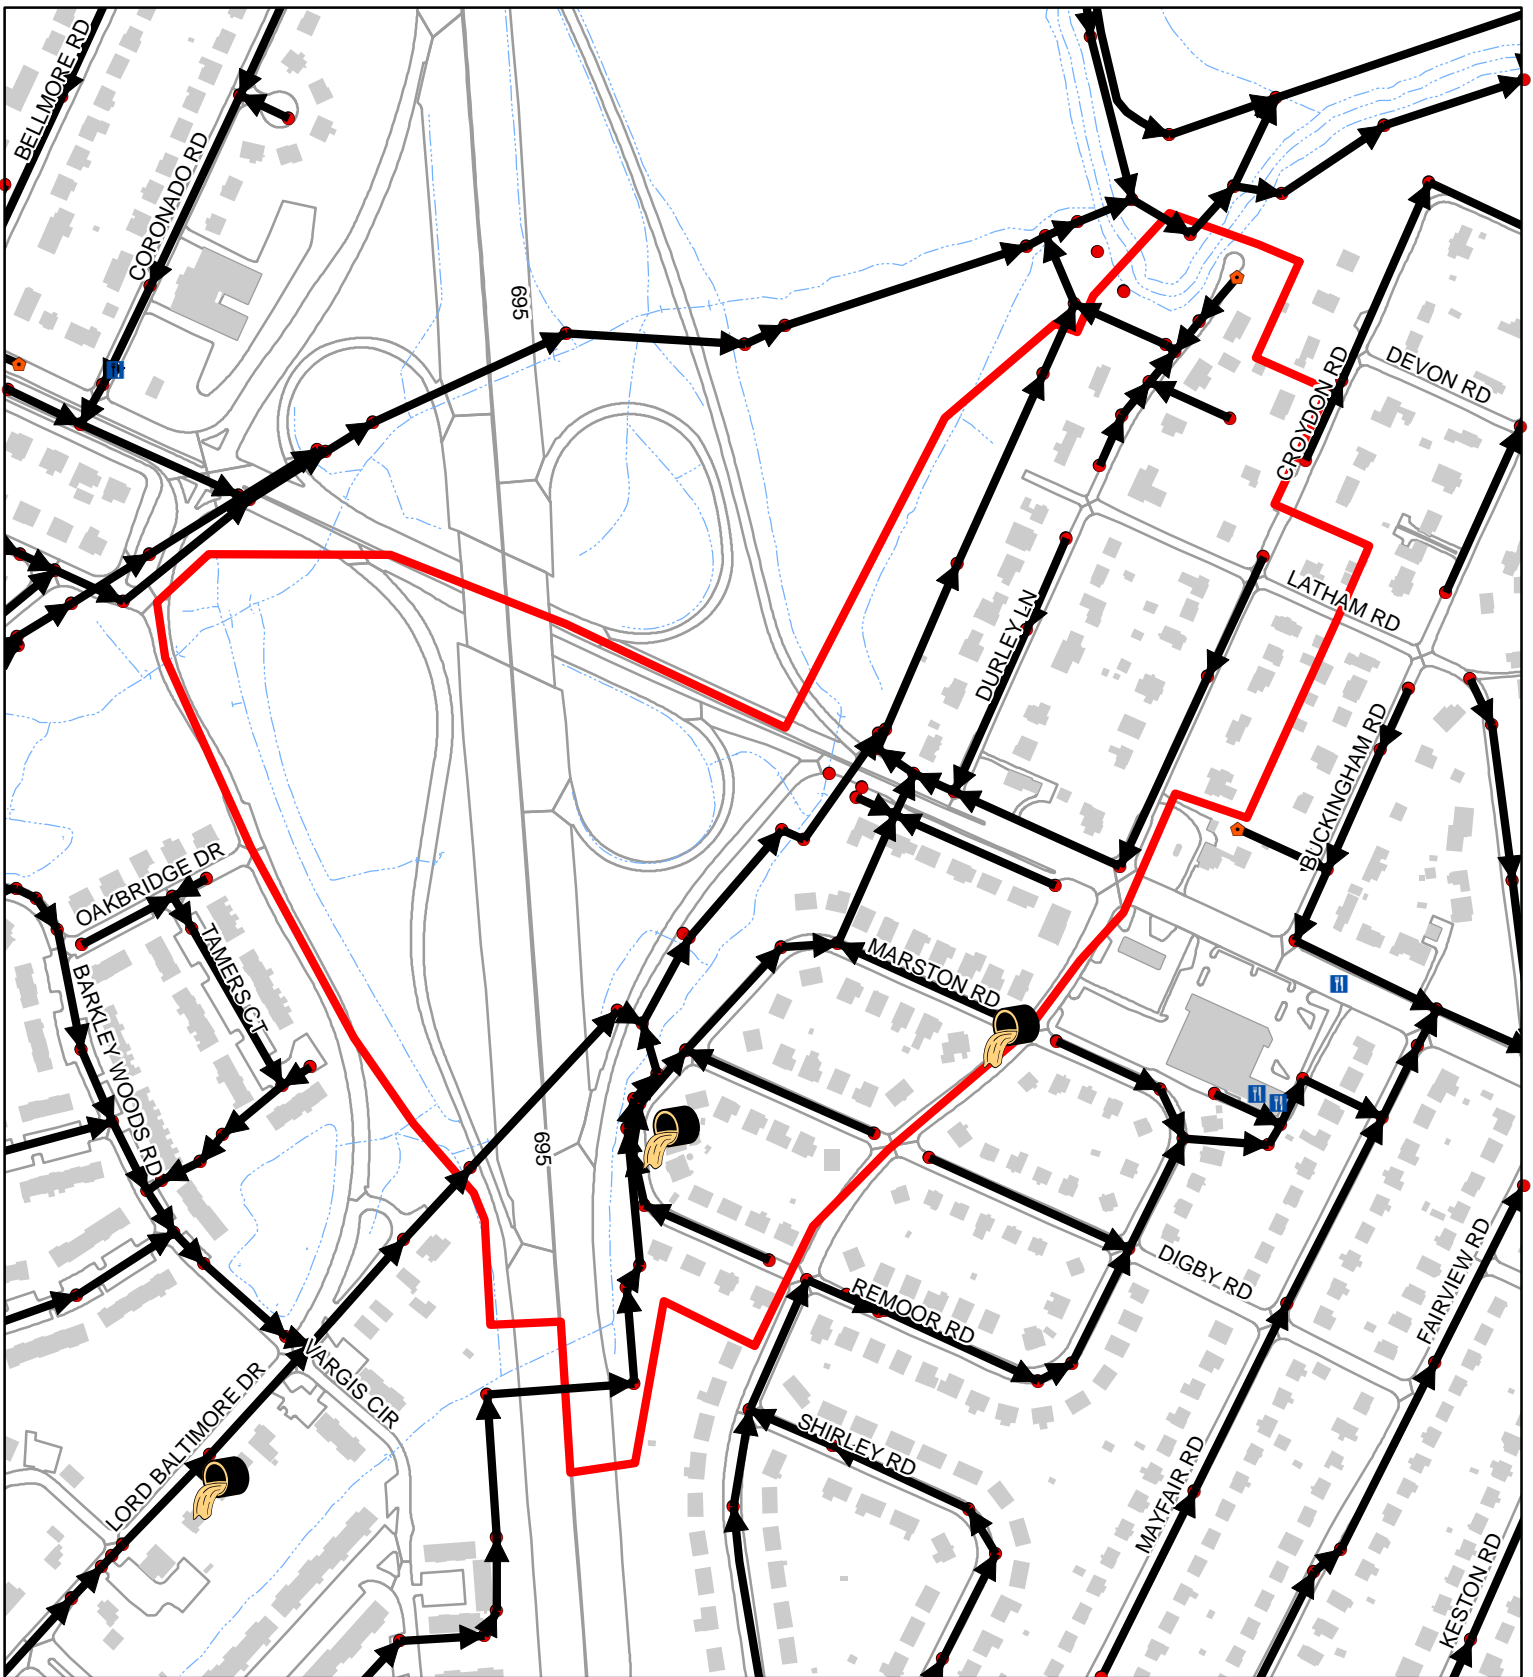 BELLMORE RD
CORONADO RD
695
DEVON RD
CROYDON RD
LATHAM RD
DURLEY LN
BUCKINGHAM RD
OAKBRIDGE DR
TAMERS CT
MARSTON RD
BARKLEY WOODS RD
695
DIGBY RD
FAIRVIEW RD
REMOOR RD
VARGIS CIR
LORD BALTIMORE DR
SHIRLEY RD
MAYFAIR RD
KESTON RD